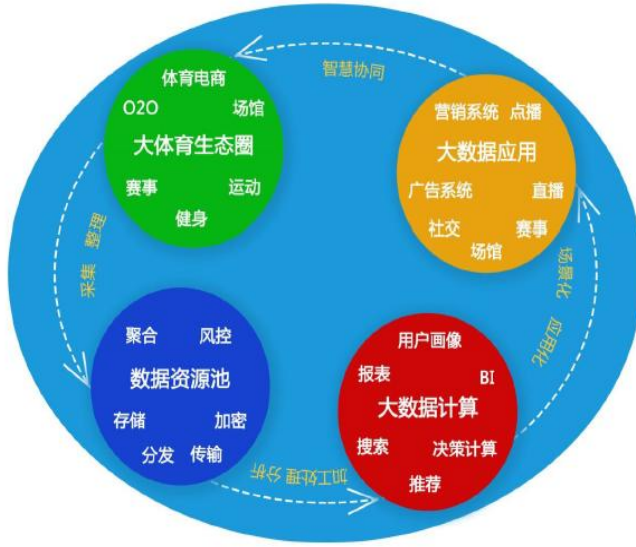 体育电商
O2O 场馆
大体育生态圈
赛事 运动
健身
智慧协同
营销系统 点播
大数据应用
广告系统 直播
社交 赛事
场馆
采集 整理
场景化 应用化
聚合 风控
数据资源池
存储 加密
分发 传输
加工处理分析
用户画像
报表 BI
大数据计算
搜索 决策计算
推荐